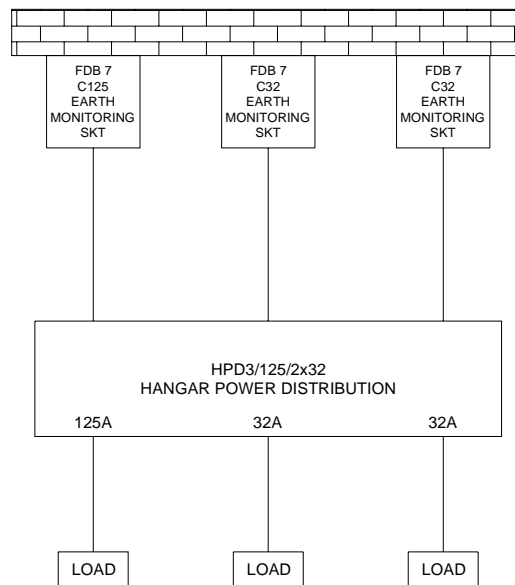 FDB 7
C125
EARTH
MONITORING
SKT
FDB 7
C32
EARTH
MONITORING
SKT
FDB 7
C32
EARTH
MONITORING
SKT
HPD3/125/2x32
HANGAR POWER DISTRIBUTION
125A
32A
32A
LOAD
LOAD
LOAD